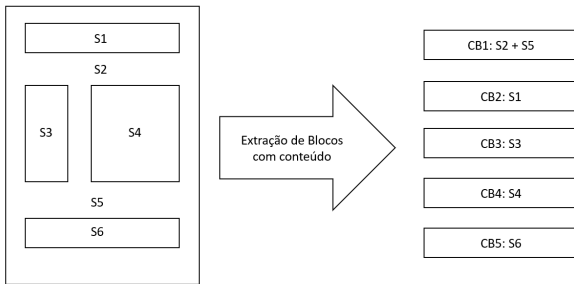 S1
S2
S3
S4
S5
S6
Extração de Blocos
com conteúdo
CB1: S2 + S5
CB2: S1
CB3: S3
CB4: S4
CB5: S6